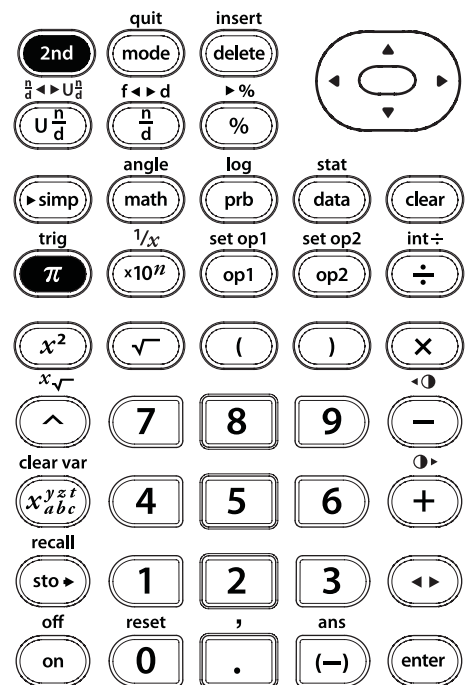 quit insert
2nd mode delete
n/d ◄►U n/d f◄►d ►%
U n/d n/d %
angle log stat
►simp math prb data clear
trig 1/x set op1 set op2 int÷
π ×10ⁿ op1 op2 ÷
x² √ ( ) ×
x√ ◄◑
^ 7 8 9 −
clear var ◑►
x y z t a b c 4 5 6 +
recall
sto► 1 2 3 ◄►
off reset , ans
on 0 . (−) enter